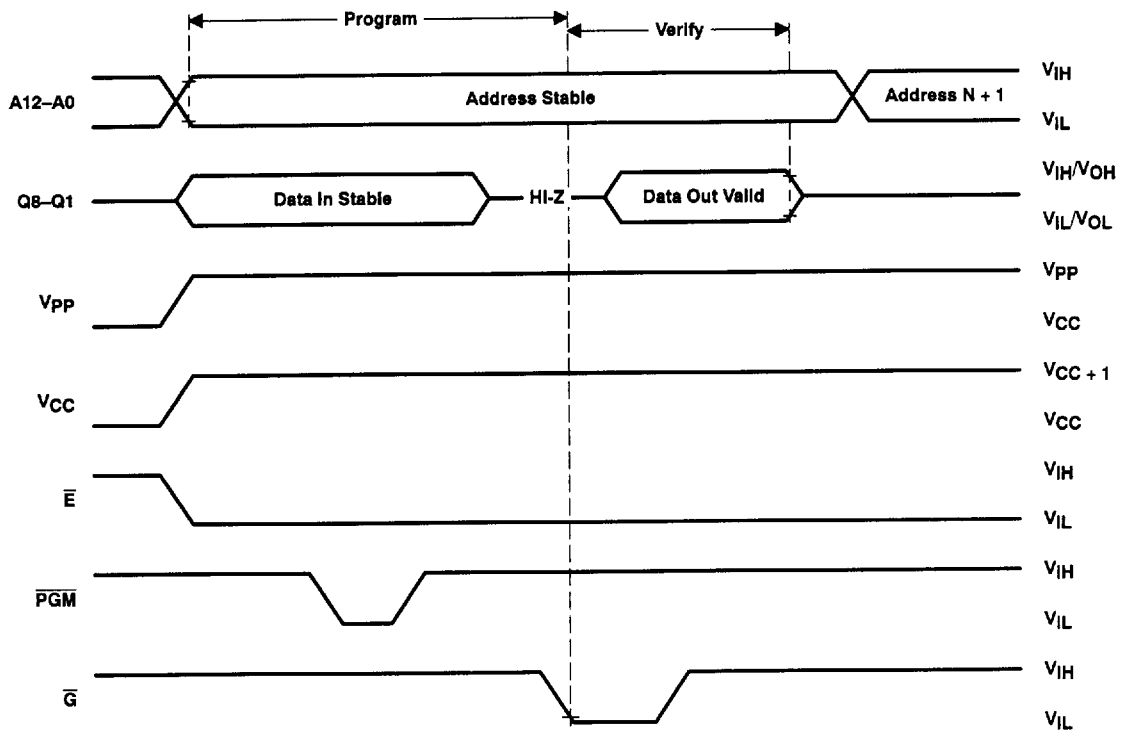 Program
Verify
A12–A0
Address Stable
Address N + 1
VIH
VIL
Q8–Q1
Data In Stable
HI-Z
Data Out Valid
VIH/VOH
VIL/VOL
VPP
VPP
VCC
VCC
VCC + 1
VCC
E̅
VIH
VIL
P̅G̅M̅
VIH
VIL
G̅
VIH
VIL